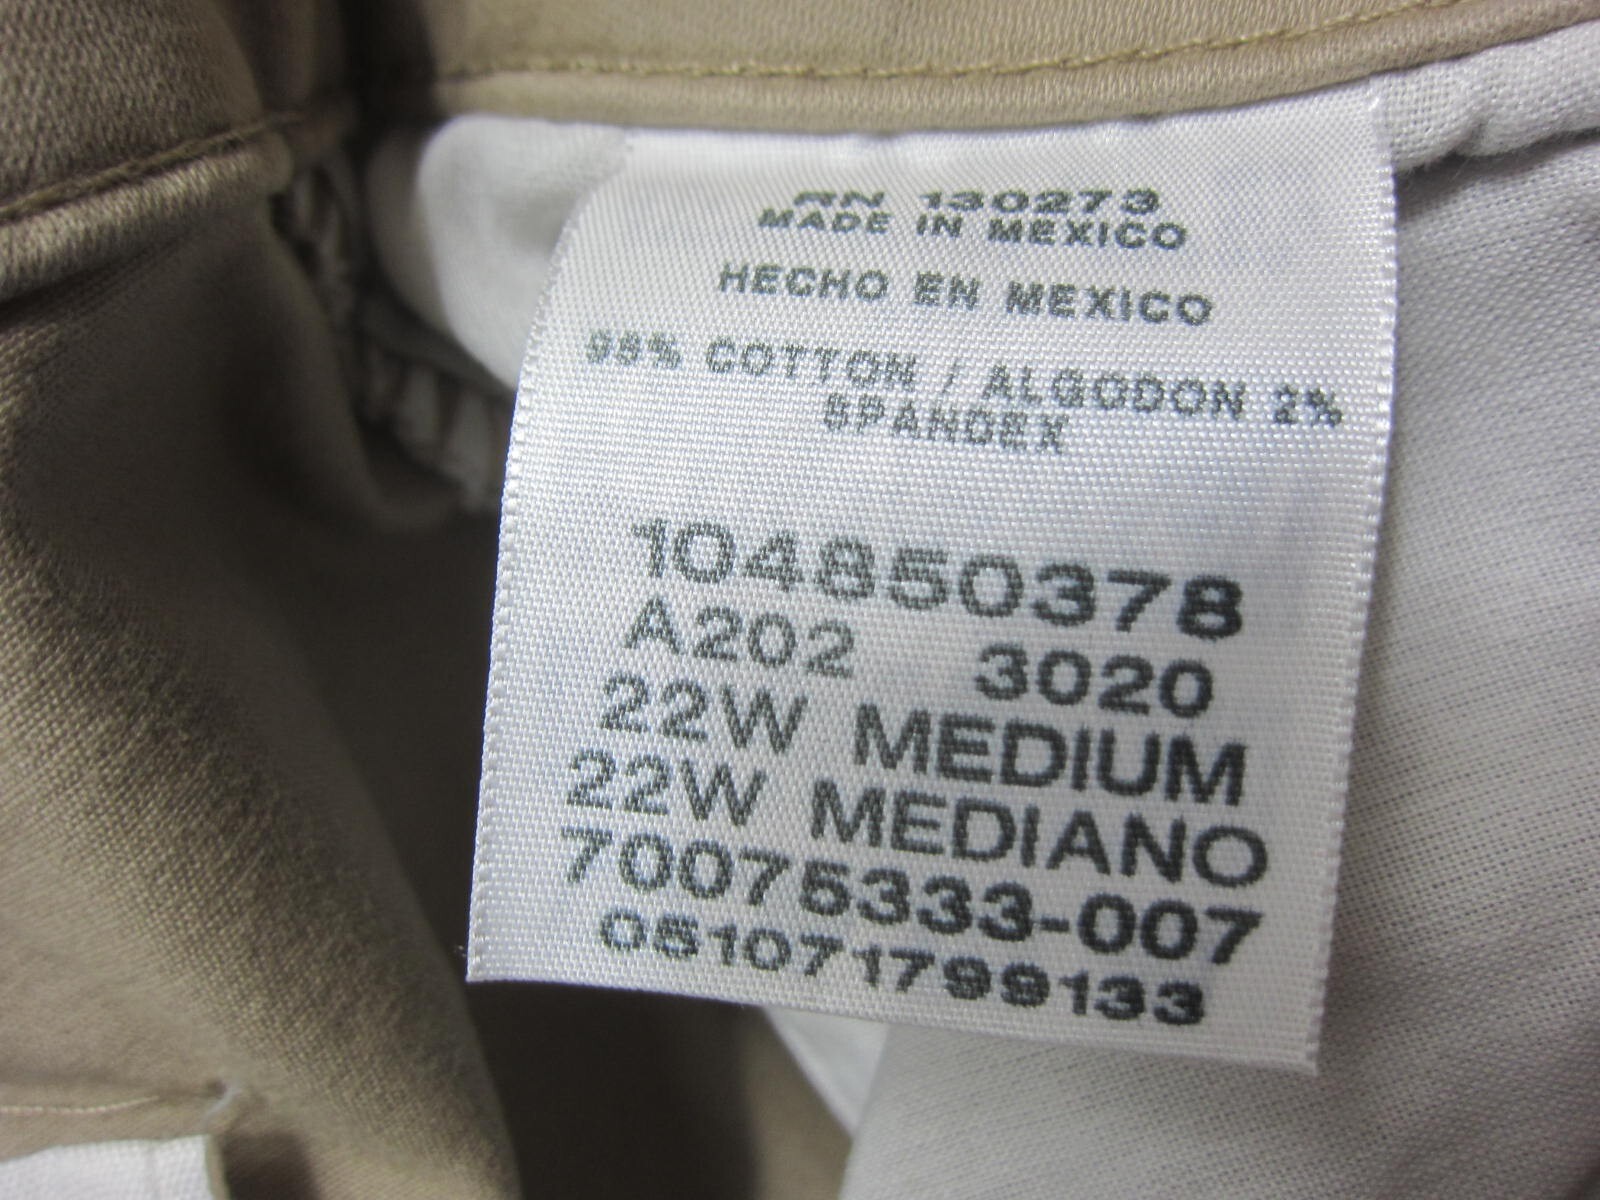 RN 130273
MADE IN MEXICO
HECHO EN MEXICO
98% COTTON / ALGODON 2%
SPANDEX
104850378
A202 3020
22W MEDIUM
22W MEDIANO
70075333-007
051071799133